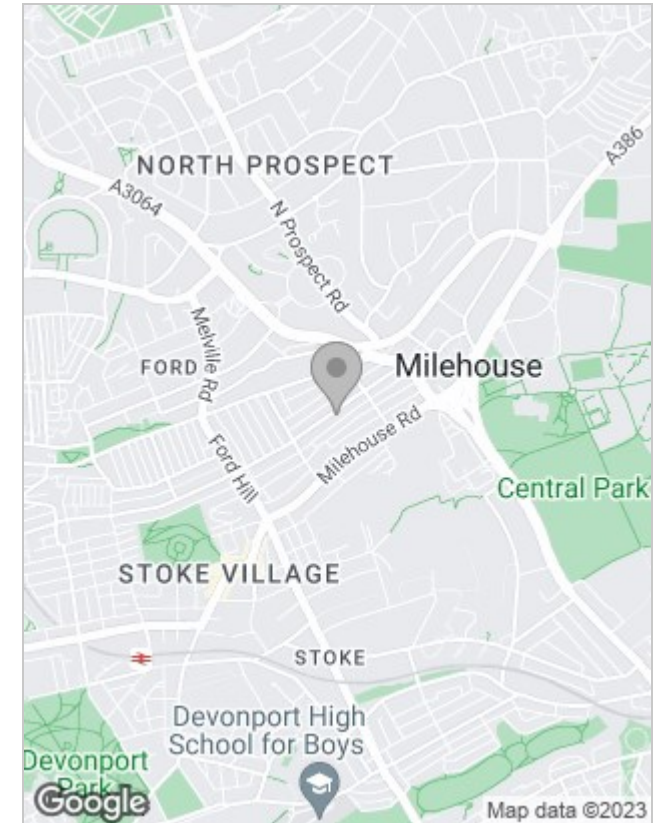 NORTH PROSPECT
A386
A3064
N Prospect Rd
Melville Rd
FORD
Milehouse
Milehouse Rd
Ford Hill
Central Park
STOKE VILLAGE
STOKE
Devonport High
School for Boys
Devonport
Park
Google
Map data ©2023